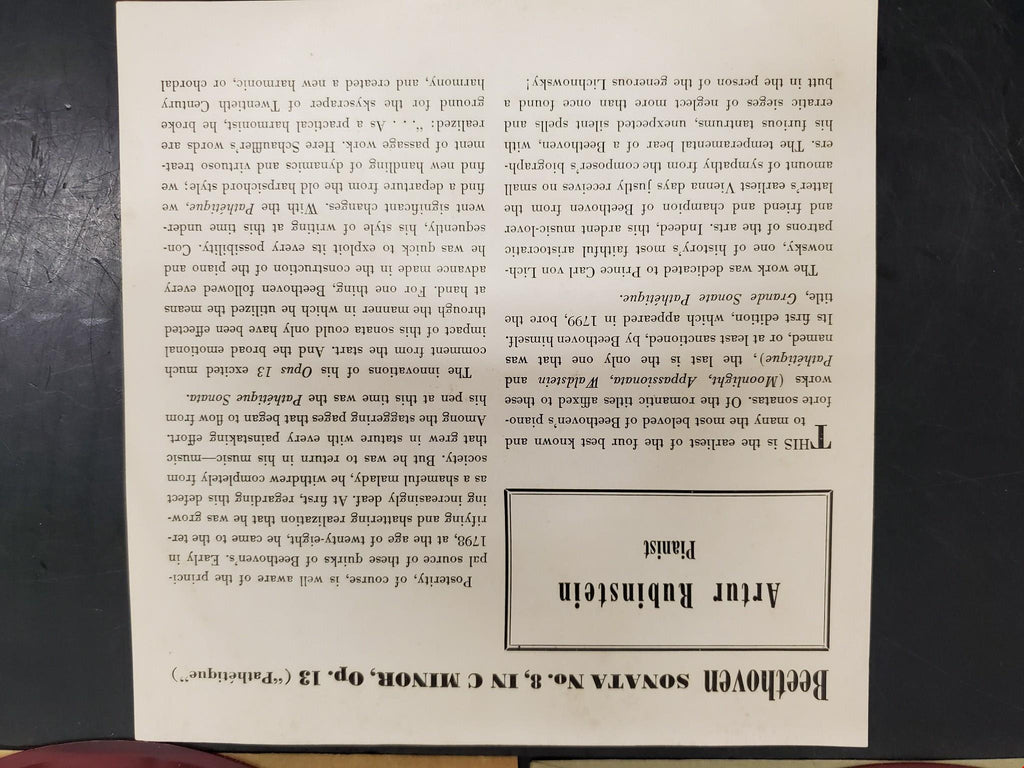 Beethoven SONATA No. 8, IN C MINOR, Op. 13 ("Pathétique")
Artur Rubinstein
Pianist
THIS is the earliest of the four best known and
to many the most beloved of Beethoven's piano-
forte sonatas. Of the romantic titles affixed to these
works (Moonlight, Appassionata, Waldstein and
Pathétique), the last is the only one that was
named, or at least sanctioned, by Beethoven himself.
Its first edition, which appeared in 1799, bore the
title, Grande Sonate Pathétique.
The work was dedicated to Prince Carl von Lich-
nowsky, one of history's most faithful aristocratic
patrons of the arts. Indeed, this ardent music-lover
and friend and champion of Beethoven from the
latter's earliest Vienna days justly receives no small
amount of sympathy from the composer's biograph-
ers. The temperamental bear of a Beethoven, with
his furious tantrums, unexpected silent spells and
erratic sieges of neglect more than once found a
butt in the person of the generous Lichnowsky!
Posterity, of course, is well aware of the princi-
pal source of these quirks of Beethoven's. Early in
1798, at the age of twenty-eight, he came to the ter-
rifying and shattering realization that he was grow-
ing increasingly deaf. At first, regarding this defect
as a shameful malady, he withdrew completely from
society. But he was to return in his music—music
that grew in stature with every painstaking effort.
Among the staggering pages that began to flow from
his pen at this time was the Pathétique Sonata.
The innovations of his Opus 13 excited much
comment from the start. And the broad emotional
impact of this sonata could only have been effected
through the manner in which he utilized the means
at hand. For one thing, Beethoven followed every
advance made in the construction of the piano and
he was quick to exploit its every possibility. Con-
sequently, his style of writing at this time under-
went significant changes. With the Pathétique, we
find a departure from the old harpsichord style; we
find new handling of dynamics and virtuoso treat-
ment of passage work. Here Schauffler's words are
realized: ". . . As a practical harmonist, he broke
ground for the skyscraper of Twentieth Century
harmony, and created a new harmonic, or chordal